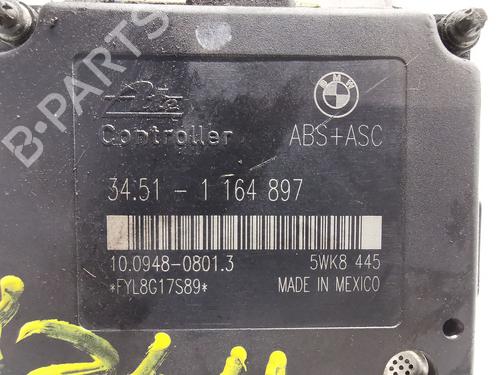 BMW
Ate
Controller ABS+ASC
34.51 - 1 164 897
10.0948-0801.3 5WK8 445
*FYL8G17S89* MADE IN MEXICO
B-PARTS